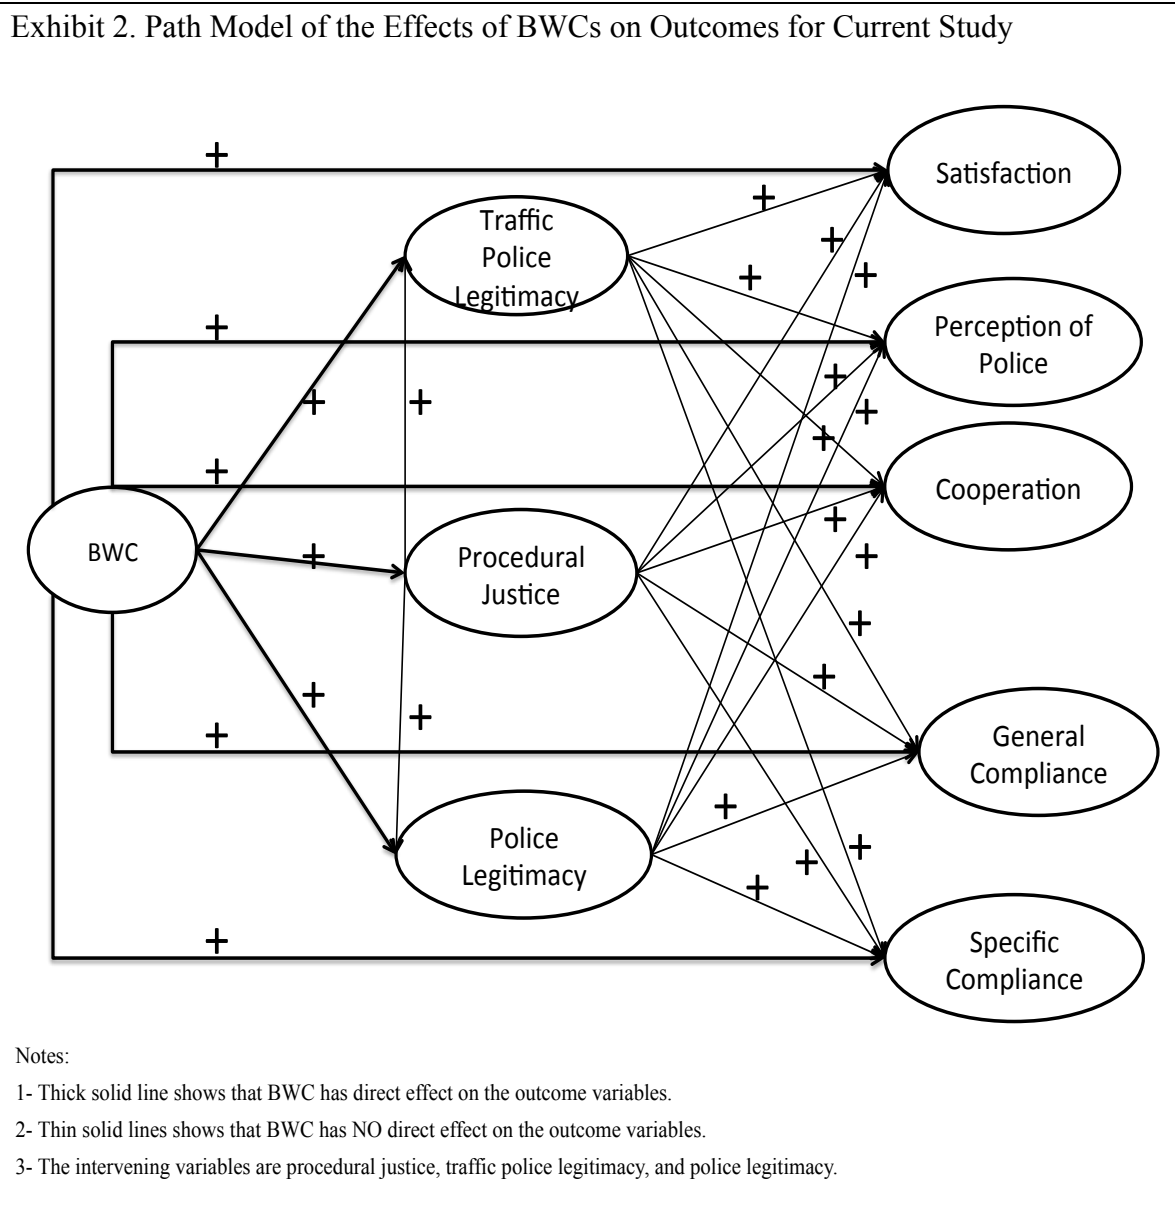 Exhibit 2. Path Model of the Effects of BWCs on Outcomes for Current Study
+
Satisfaction
+
Traffic
Police
Legitimacy
+
+
+
+
Perception of
Police
+
+
+
+
+
+
Cooperation
+
BWC
+
Procedural
Justice
+
+
+
+
+
+
+
General
Compliance
+
Police
Legitimacy
+
+
+
+
Specific
Compliance
Notes:
1- Thick solid line shows that BWC has direct effect on the outcome variables.
2- Thin solid lines shows that BWC has NO direct effect on the outcome variables.
3- The intervening variables are procedural justice, traffic police legitimacy, and police legitimacy.